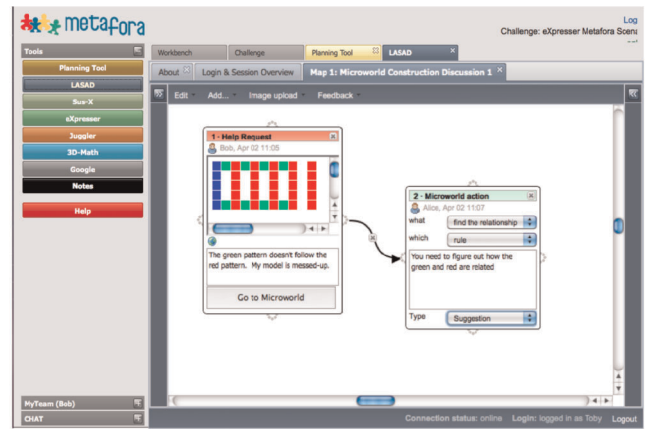 metafora
Log
Challenge: eXpresser Metafora Scena
Tools
Workbench
Challenge
Planning Tool
LASAD
Planning Tool
LASAD
Sus-X
eXpresser
Juggler
3D-Math
Google
Notes
Help
About
Login & Session Overview
Map 1: Microworld Construction Discussion 1
Edit
Add...
Image upload
Feedback
1 - Help Request
Bob, Apr 02 11:05
The green pattern doesn't follow the
red pattern. My model is messed-up.
Go to Microworld
2 - Microworld action
Alice, Apr 02 11:07
what
find the relationship
which
rule
You need to figure out how the
green and red are related
Type
Suggestion
MyTeam (Bob)
CHAT
Connection status: online Login: logged in as Toby Logout